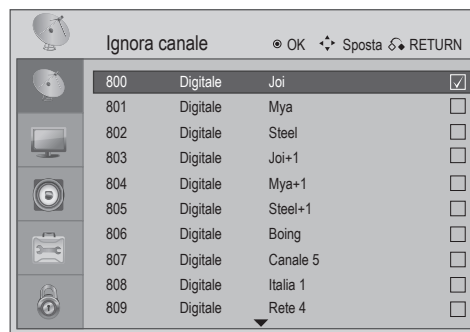 Ignora canale OK Sposta RETURN
800 Digitale Joi
801 Digitale Mya
802 Digitale Steel
803 Digitale Joi+1
804 Digitale Mya+1
805 Digitale Steel+1
806 Digitale Boing
807 Digitale Canale 5
808 Digitale Italia 1
809 Digitale Rete 4